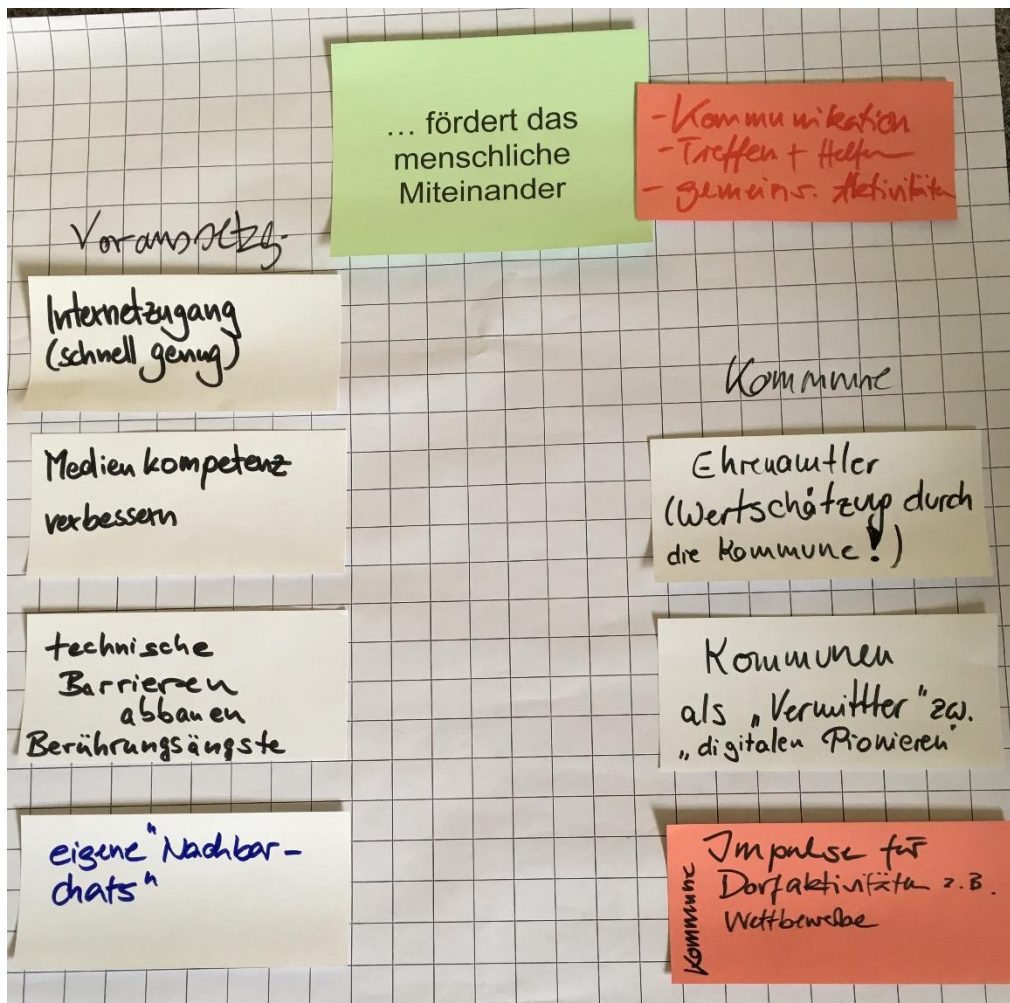 … fördert das
menschliche
Miteinander
- Kommunikation
- Treffen + Helfen
- gemeins. Aktivitäten
Voraussetzg.
Internetzugang
(schnell genug)
Medienkompetenz
verbessern
technische
Barrieren
abbauen
Berührungsängste
eigene "Nachbar-
chats"
Kommune
Ehrenamtler
(Wertschätzung durch
die Kommune!)
Kommunen
als „Vermittler" zw.
„digitalen Pionieren"
Kommune
Impulse für
Dorfaktivitäten z.B.
Wettbewerbe